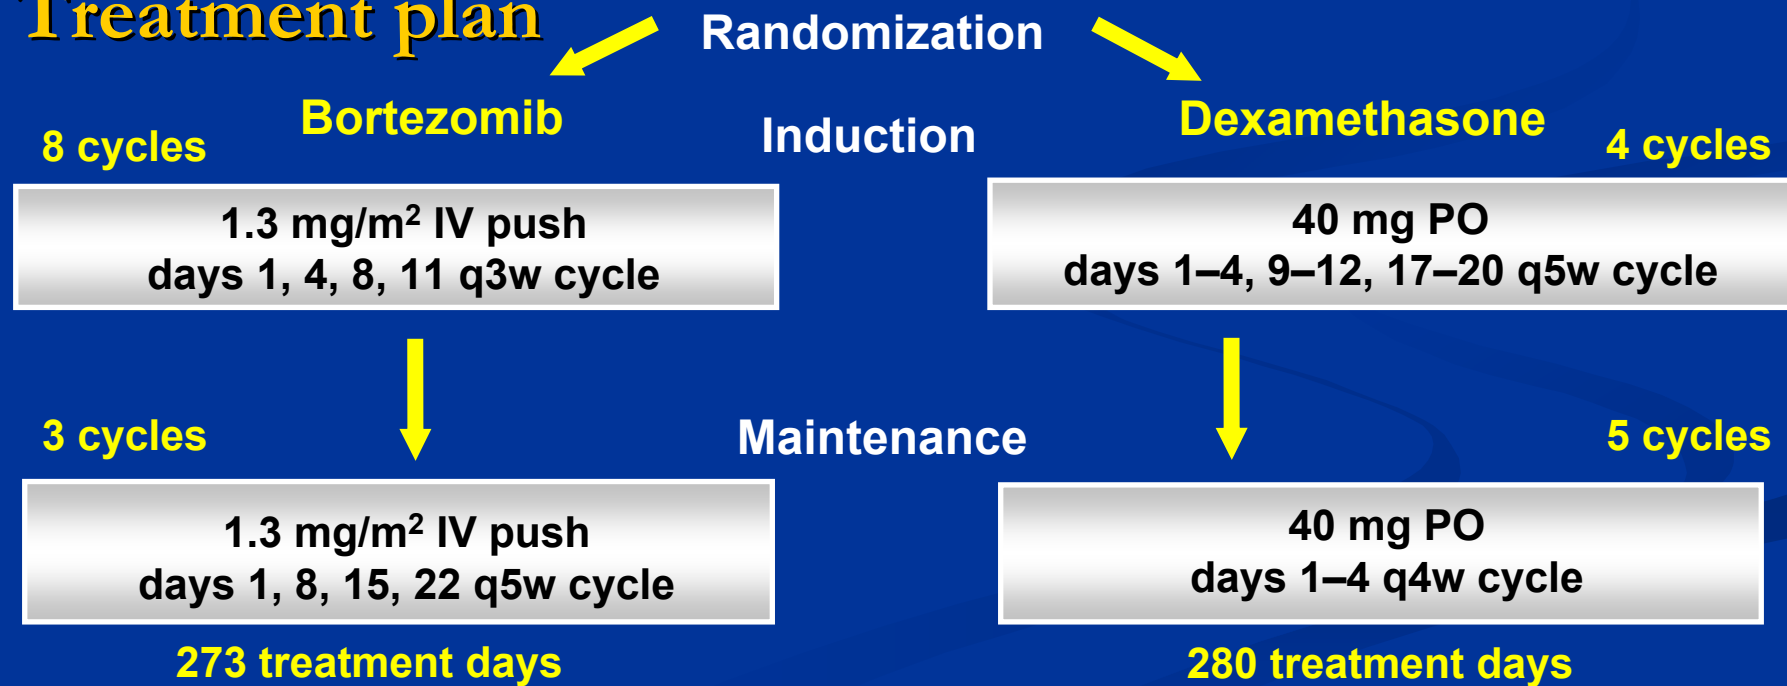 Treatment plan
Randomization
Bortezomib
Induction
Dexamethasone
8 cycles
4 cycles
1.3 mg/m² IV push
days 1, 4, 8, 11 q3w cycle
40 mg PO
days 1–4, 9–12, 17–20 q5w cycle
3 cycles
Maintenance
5 cycles
1.3 mg/m² IV push
days 1, 8, 15, 22 q5w cycle
40 mg PO
days 1–4 q4w cycle
273 treatment days
280 treatment days